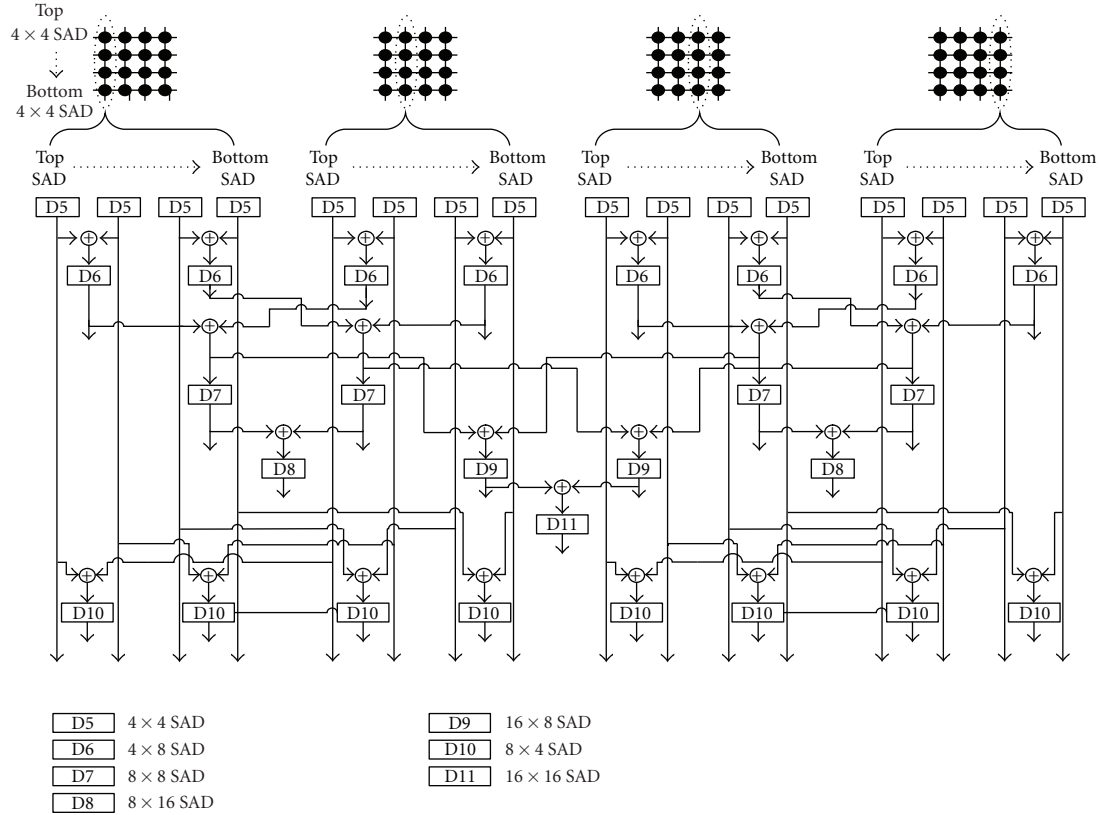 Top
4 × 4 SAD
Bottom
4 × 4 SAD
Top SAD
Bottom SAD
Top SAD
Bottom SAD
Top SAD
Bottom SAD
Top SAD
Bottom SAD
D5 D5 D5 D5 D5 D5 D5 D5 D5 D5 D5 D5 D5 D5 D5 D5
+ + + + + + + +
D6 D6 D6 D6 D6 D6 D6 D6
+ + + +
D7 D7 D7 D7
+ + + +
D8 D9 D9 D8
+
D11
+ + + + + + + +
D10 D10 D10 D10 D10 D10 D10 D10
D5 4 × 4 SAD
D6 4 × 8 SAD
D7 8 × 8 SAD
D8 8 × 16 SAD
D9 16 × 8 SAD
D10 8 × 4 SAD
D11 16 × 16 SAD